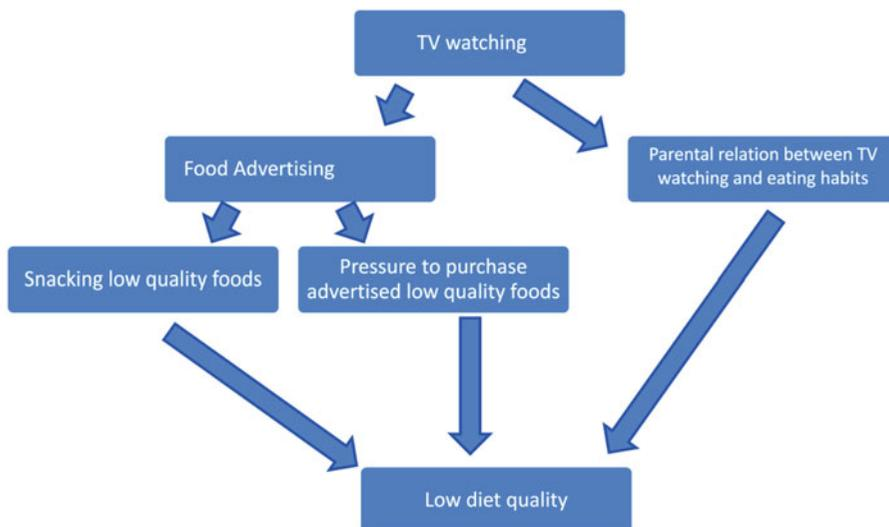 TV watching
Food Advertising
Parental relation between TV
watching and eating habits
Snacking low quality foods
Pressure to purchase
advertised low quality foods
Low diet quality